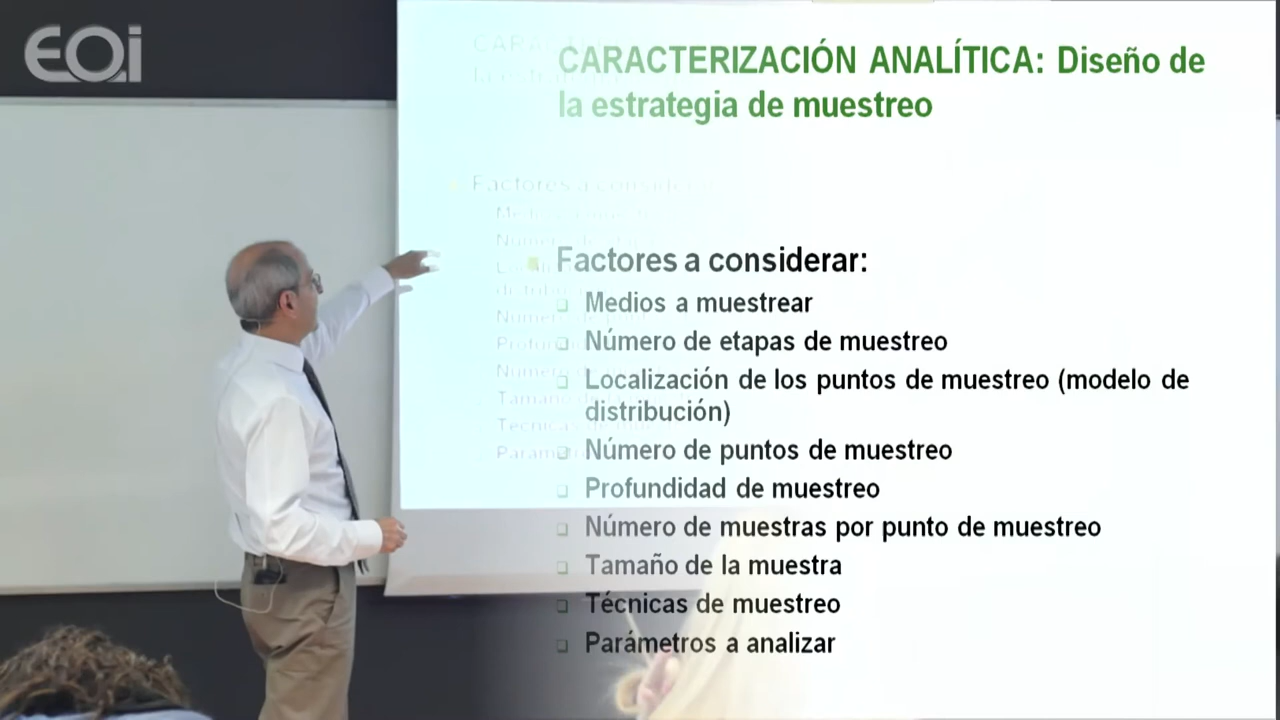 EOi
CARACTERIZACIÓN ANALÍTICA: Diseño de
la estrategia de muestreo
Factores a considerar:
Medios a muestrear
Número de etapas de muestreo
Localización de los puntos de muestreo (modelo de
distribución)
Número de puntos de muestreo
Profundidad de muestreo
Número de muestras por punto de muestreo
Tamaño de la muestra
Técnicas de muestreo
Parámetros a analizar